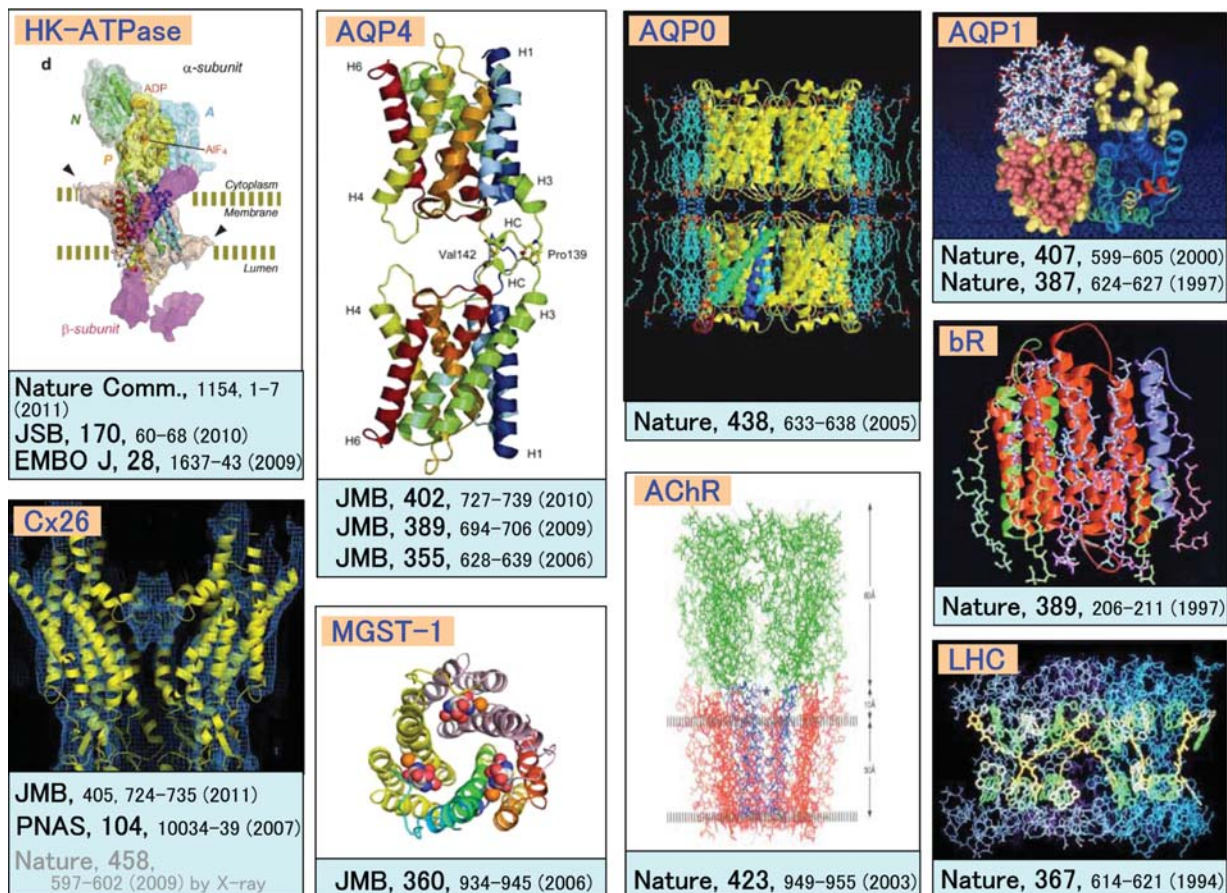 HK-ATPase
d
α-subunit
ADP
N
A
AlF₄
P
Cytoplasm
Membrane
Lumen
β-subunit
Nature Comm., 1154, 1-7
(2011)
JSB, 170, 60-68 (2010)
EMBO J, 28, 1637-43 (2009)
Cx26
JMB, 405, 724-735 (2011)
PNAS, 104, 10034-39 (2007)
Nature, 458,
597-602 (2009) by X-ray
AQP4
H1
H6
H3
H4
HC
Val142
Pro139
HC
H4
H3
H6
H1
JMB, 402, 727-739 (2010)
JMB, 389, 694-706 (2009)
JMB, 355, 628-639 (2006)
MGST-1
JMB, 360, 934-945 (2006)
AQP0
Nature, 438, 633-638 (2005)
AChR
60Å
10Å
30Å
Nature, 423, 949-955 (2003)
AQP1
Nature, 407, 599-605 (2000)
Nature, 387, 624-627 (1997)
bR
Nature, 389, 206-211 (1997)
LHC
Nature, 367, 614-621 (1994)